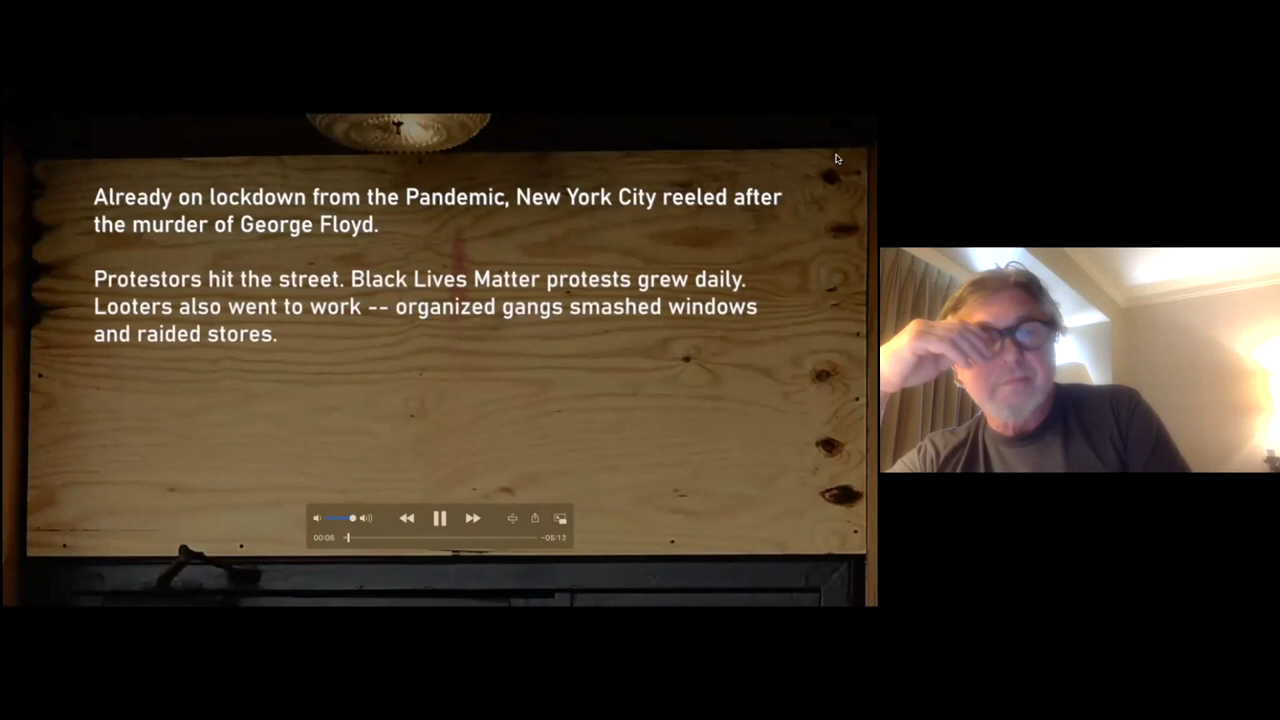 Already on lockdown from the Pandemic, New York City reeled after
the murder of George Floyd.
Protestors hit the street. Black Lives Matter protests grew daily.
Looters also went to work -- organized gangs smashed windows
and raided stores.
00:06
-05:12